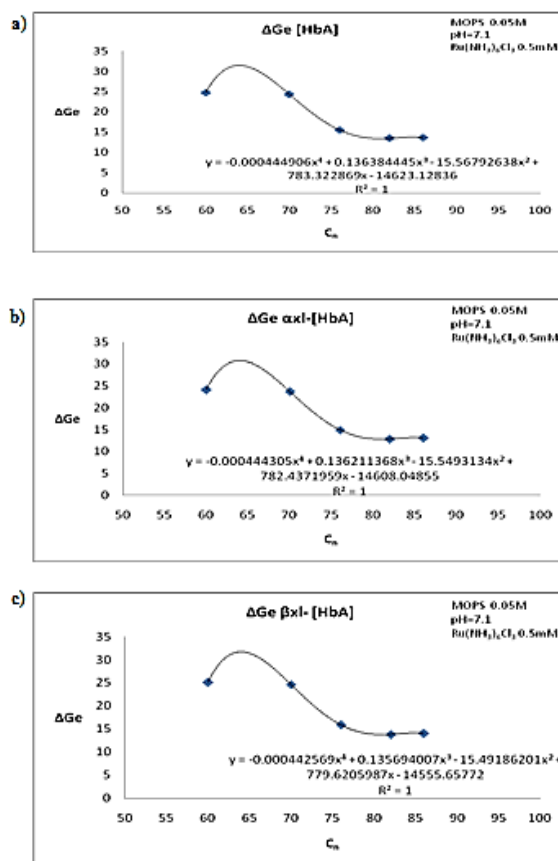 a)
ΔGe [HbA]
MOPS 0.05M
pH=7.1
Ru(NH₃)₆Cl₃ 0.5mM
ΔGe
35
30
25
20
15
10
5
0
y = -0.000444906x⁴ + 0.136384445x³ - 15.56792638x² +
783.322869x - 14623.12836
R² = 1
50 55 60 65 70 75 80 85 90 95 100
Cₙ
b)
ΔGe αxl-[HbA]
MOPS 0.05M
pH=7.1
Ru(NH₃)₆Cl₃ 0.5mM
ΔGe
35
30
25
20
15
10
5
0
y = -0.000444305x⁴ + 0.136211368x³ - 15.5493134x² +
782.4371959x - 14608.04855
R² = 1
50 55 60 65 70 75 80 85 90 95 100
Cₙ
c)
ΔGe βxl- [HbA]
MOPS 0.05M
pH=7.1
Ru(NH₃)₆Cl₃ 0.5mM
ΔGe
35
30
25
20
15
10
5
0
y = -0.000442569x⁴ + 0.135694007x³ - 15.49186201x² +
779.6205987x - 14555.65772
R² = 1
50 55 60 65 70 75 80 85 90 95 100
Cₙ